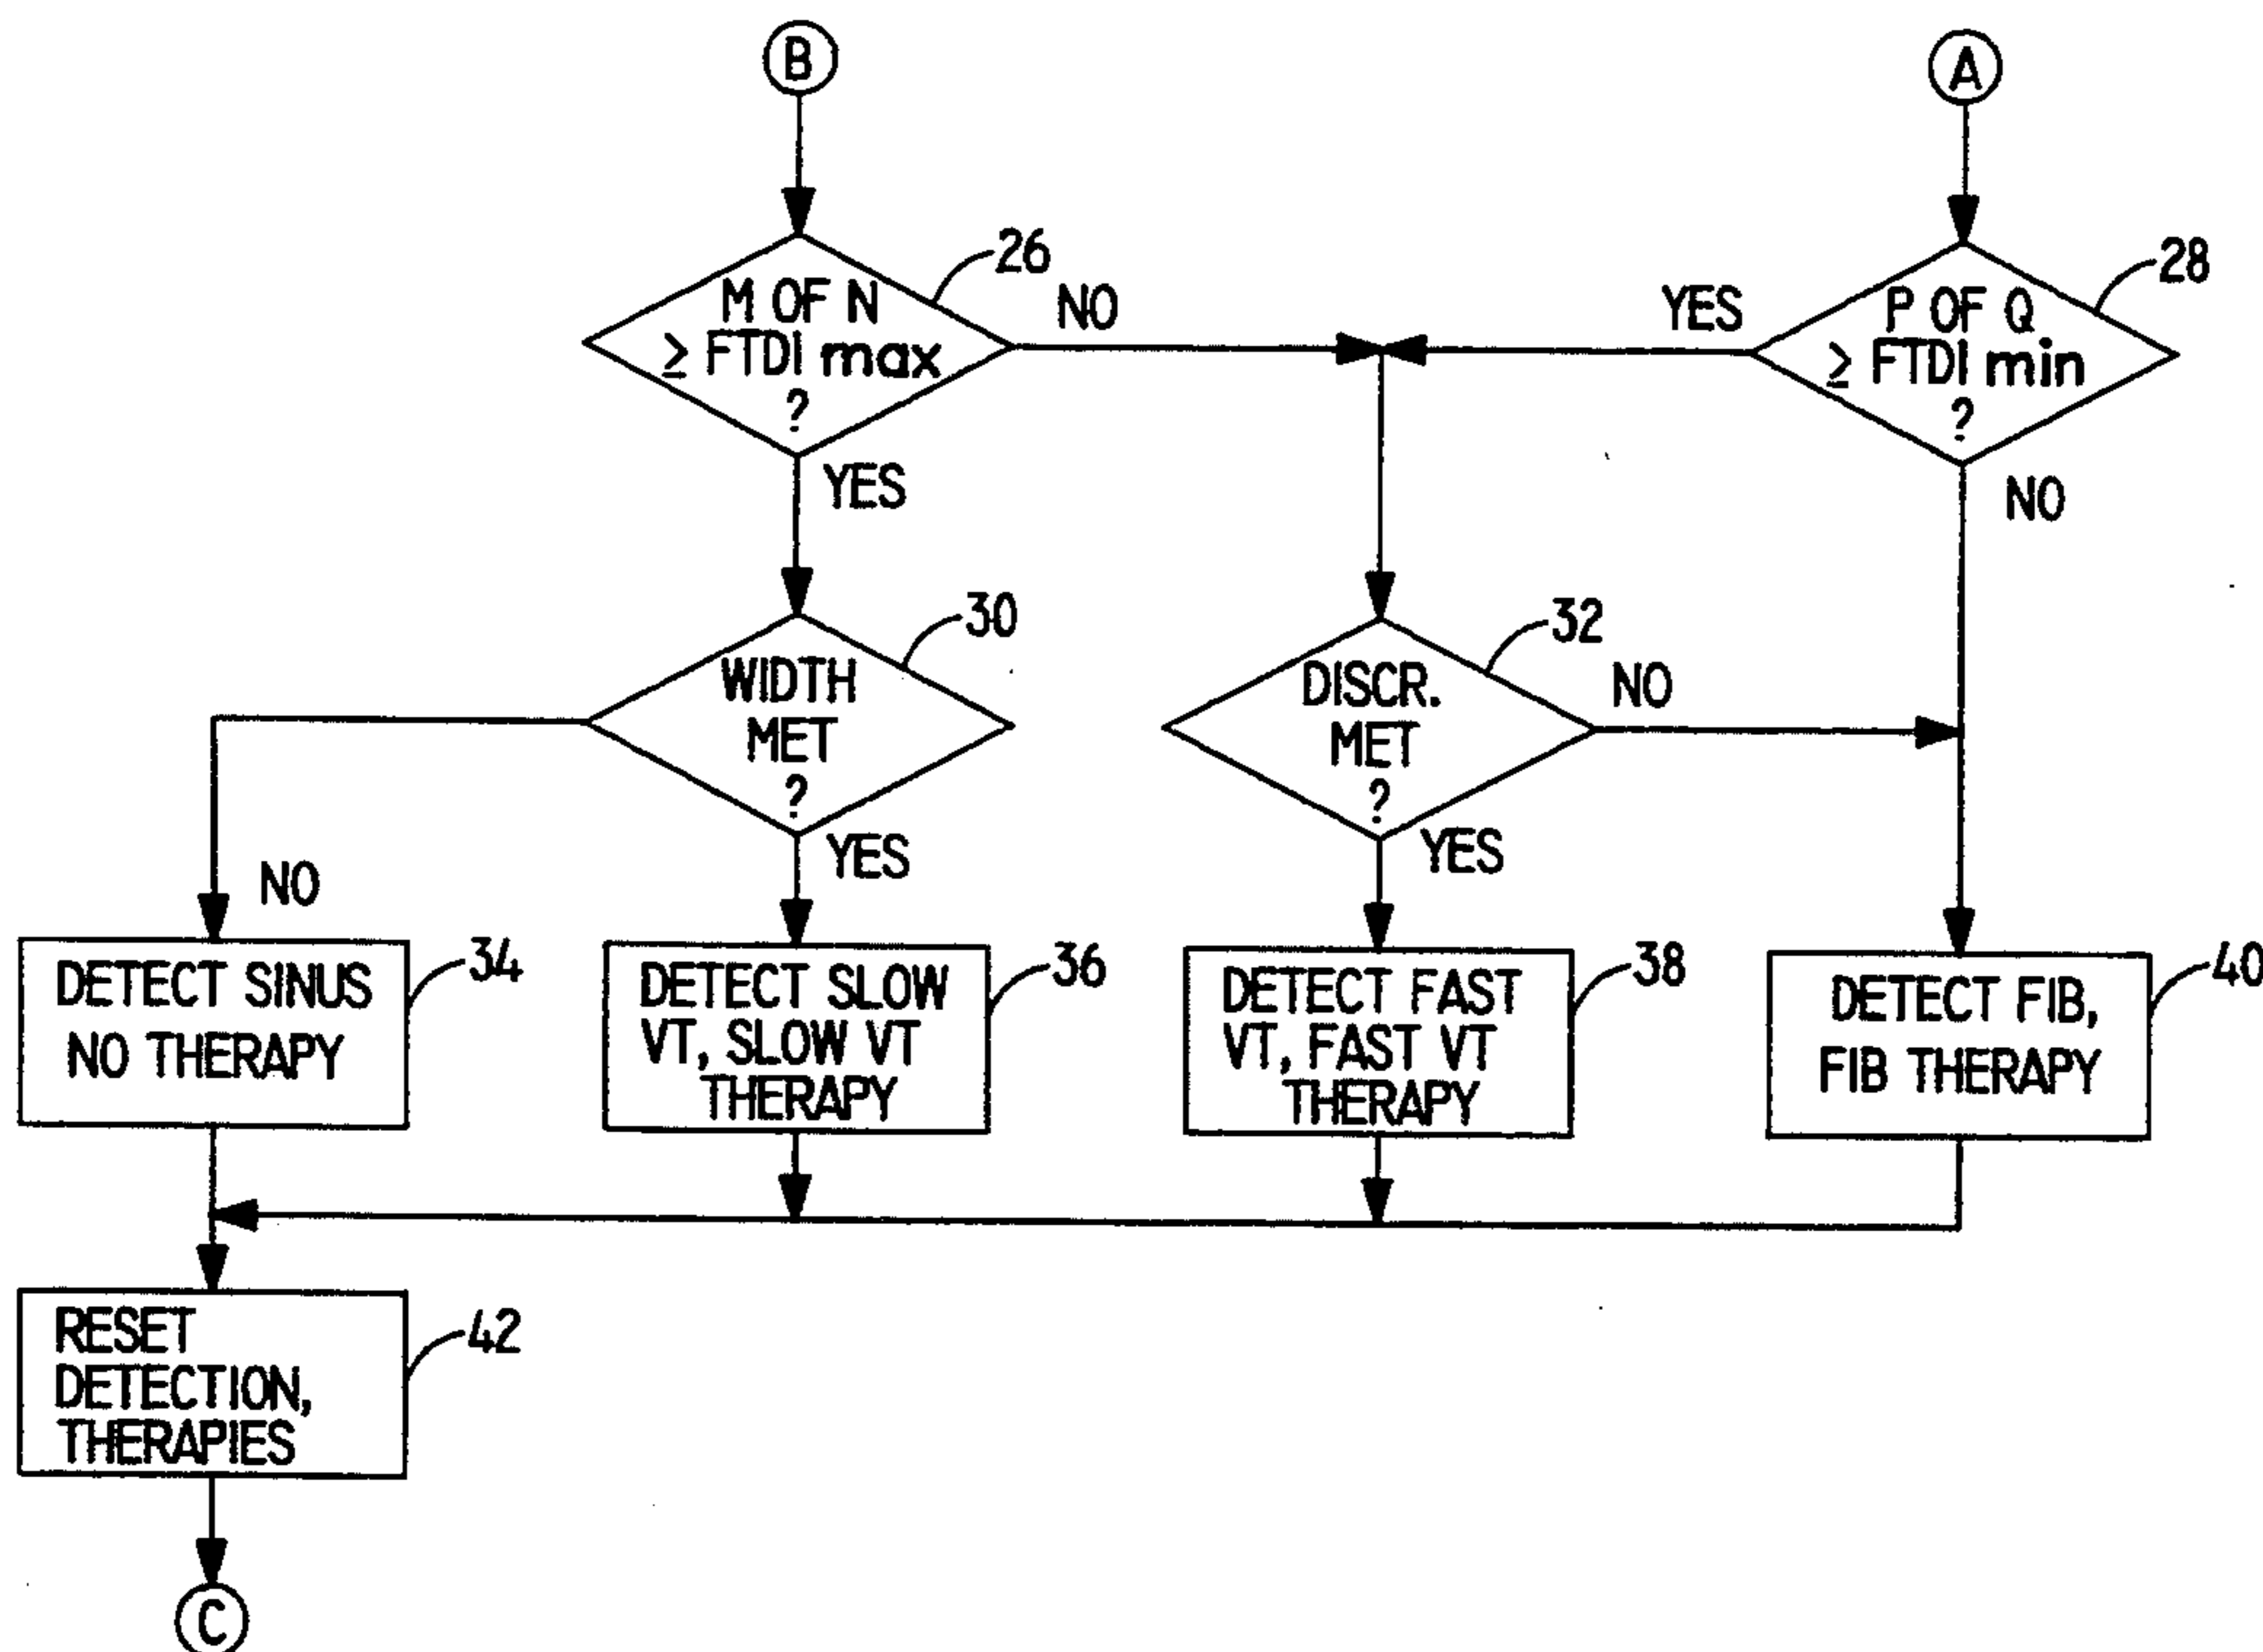 B
A
26
28
M OF N
≥ FTDI max
?
NO
YES
P OF Q
≥ FTDI min
?
YES
NO
30
32
WIDTH
MET
?
DISCR.
MET
?
NO
NO
YES
YES
DETECT SINUS
NO THERAPY
34
DETECT SLOW
VT, SLOW VT
THERAPY
36
DETECT FAST
VT, FAST VT
THERAPY
38
DETECT FIB,
FIB THERAPY
40
RESET
DETECTION,
THERAPIES
42
C